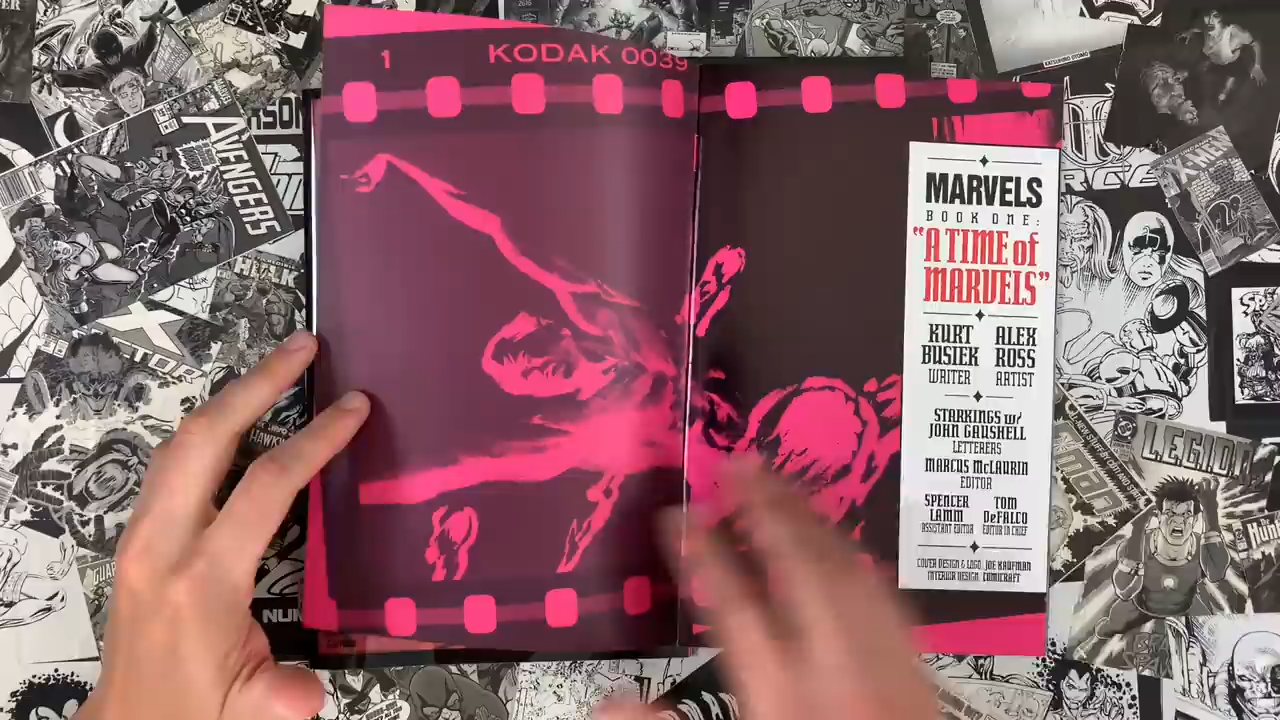 1 KODAK 0039
MARVELS
BOOK ONE:
"A TIME of
MARVELS"
KURT
BUSIEK
WRITER
ALEX
ROSS
ARTIST
STARKINGS w/
JOHN GAUSHELL
LETTERERS
MARCUS McLAURIN
EDITOR
SPENCER
LAMM
ASSISTANT EDITOR
TOM
DeFALCO
EDITOR IN CHIEF
COVER DESIGN & LOGO, JOE KAUFMAN
INTERIOR DESIGN, COMICRAFT
AVENGERS
HULK
X-MEN
LEGION